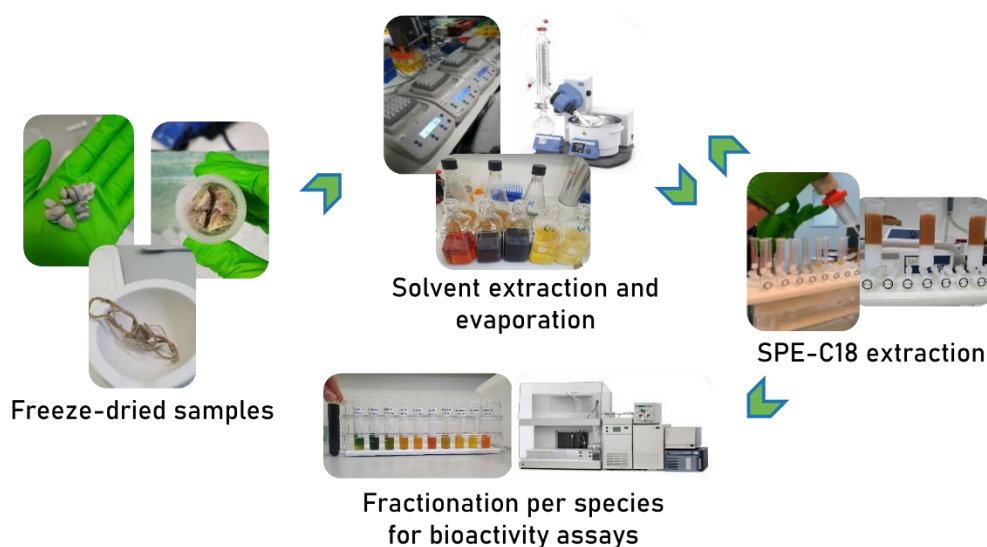 Freeze-dried samples
Solvent extraction and
evaporation
SPE-C18 extraction
Fractionation per species
for bioactivity assays